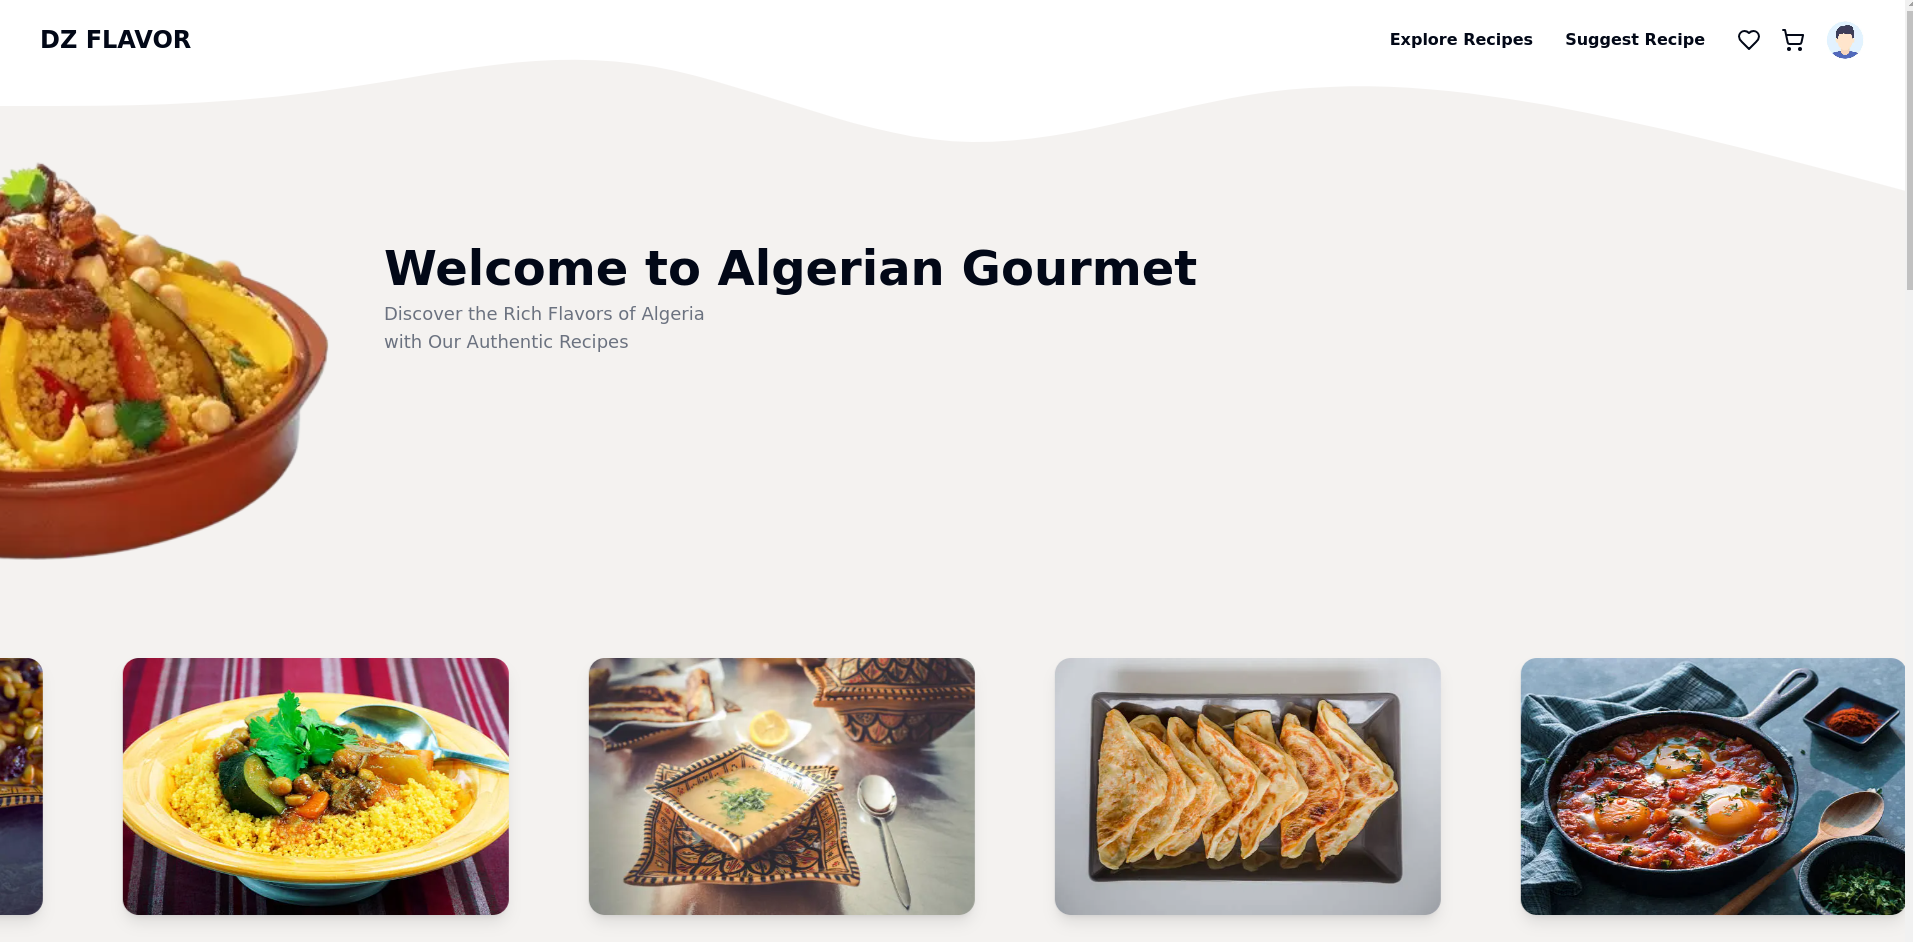 DZ FLAVOR
Explore Recipes
Suggest Recipe
Welcome to Algerian Gourmet
Discover the Rich Flavors of Algeria
with Our Authentic Recipes